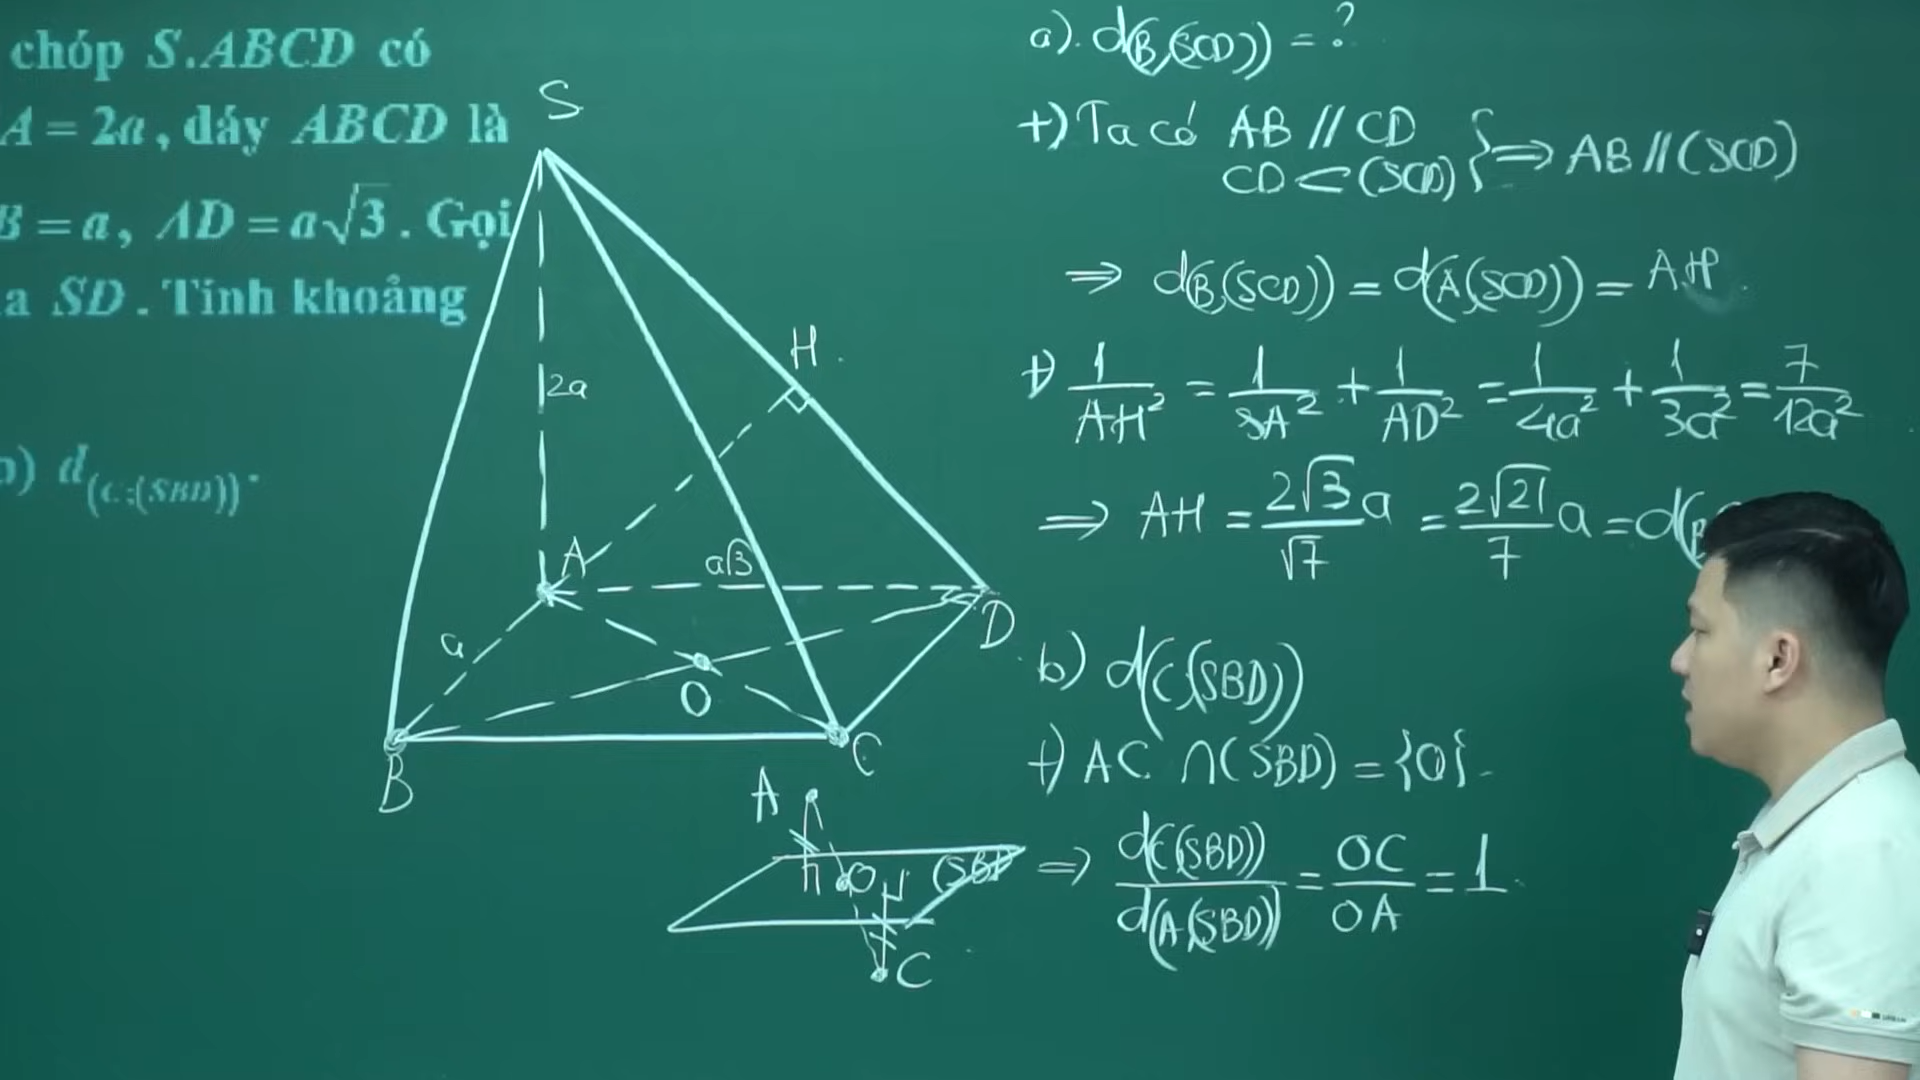 chóp S.ABCD có
A = 2a, dáy ABCD là
B = a, AD = a√3. Gọi
a SD. Tính khoảng
b) d(C;(SBD)).
S
H
2a
A
a√3
a
D
O
B
C
A
O
(SBD
C
a). d(B,(SCD)) = ?
+) Ta có AB // CD
CD ⊂ (SCD) } ⇒ AB // (SCD)
⇒ d(B,(SCD)) = d(A(SCD)) = AH
+) 1/AH² = 1/SA² + 1/AD² = 1/4a² + 1/3a² = 7/12a²
⇒ AH = 2√3/√7 a = 2√21/7 a = d(B
b) d(C,(SBD))
+) AC ∩ (SBD) = {O}.
⇒ d(C(SBD))/d(A(SBD)) = OC/OA = 1.